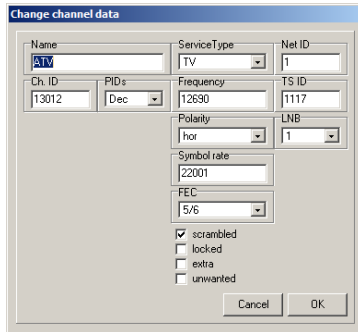 Change channel data
Name ServiceType Net ID
ATV TV 1
Ch. ID PIDs Frequency TS ID
13012 Dec 12690 1117
Polarity LNB
hor 1
Symbol rate
22001
FEC
5/6
scrambled
locked
extra
unwanted
Cancel OK